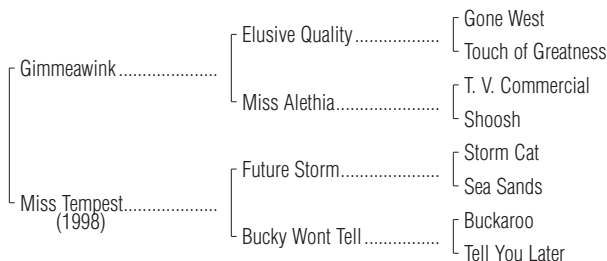 Gone West
Elusive Quality..................
Touch of Greatness
Gimmeawink.....................
T. V. Commercial
Miss Alethia......................
Shoosh
Storm Cat
Future Storm.....................
Sea Sands
Miss Tempest....................
(1998)
Buckaroo
Bucky Wont Tell................
Tell You Later